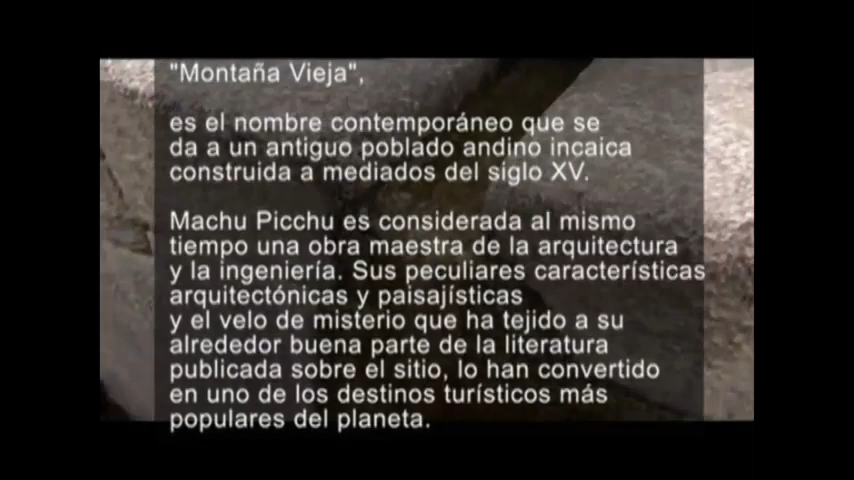 "Montaña Vieja",
es el nombre contemporáneo que se
da a un antiguo poblado andino incaica
construida a mediados del siglo XV.
Machu Picchu es considerada al mismo
tiempo una obra maestra de la arquitectura
y la ingeniería. Sus peculiares características
arquitectónicas y paisajísticas
y el velo de misterio que ha tejido a su
alrededor buena parte de la literatura
publicada sobre el sitio, lo han convertido
en uno de los destinos turísticos más
populares del planeta.